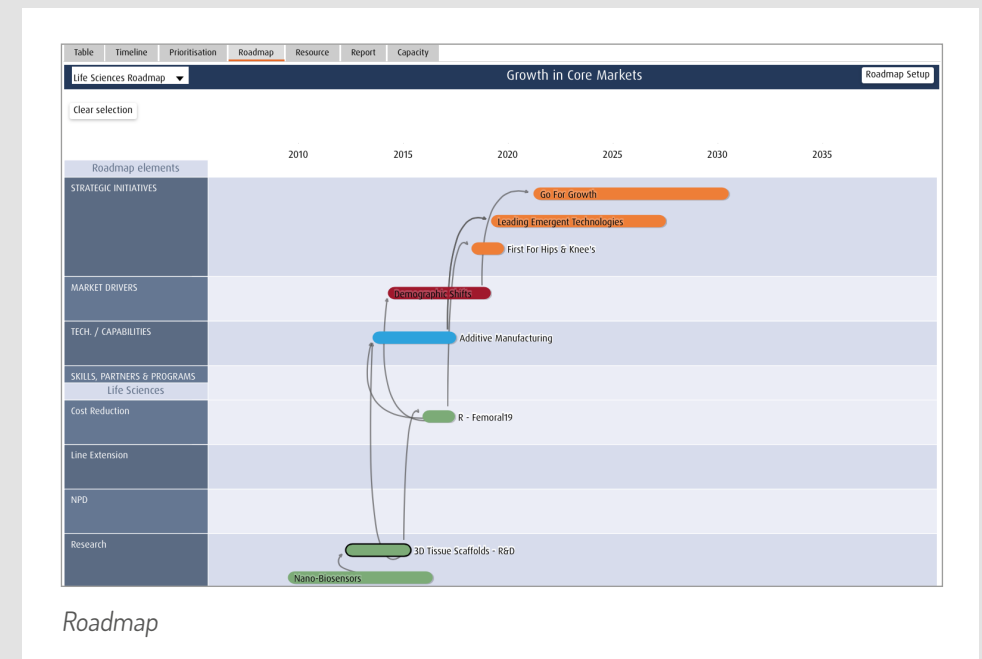 Table Timeline Prioritisation Roadmap Resource Report Capacity
Life Sciences Roadmap Growth in Core Markets Roadmap Setup
Clear selection
2010 2015 2020 2025 2030 2035
Roadmap elements
STRATEGIC INITIATIVES
Go For Growth
Leading Emergent Technologies
First For Hips & Knee's
MARKET DRIVERS
Demographic Shifts
TECH. / CAPABILITIES
Additive Manufacturing
SKILLS, PARTNERS & PROGRAMS
Life Sciences
Cost Reduction
R - Femoral19
Line Extension
NPD
Research
3D Tissue Scaffolds - R&D
Nano-Biosensors
Roadmap